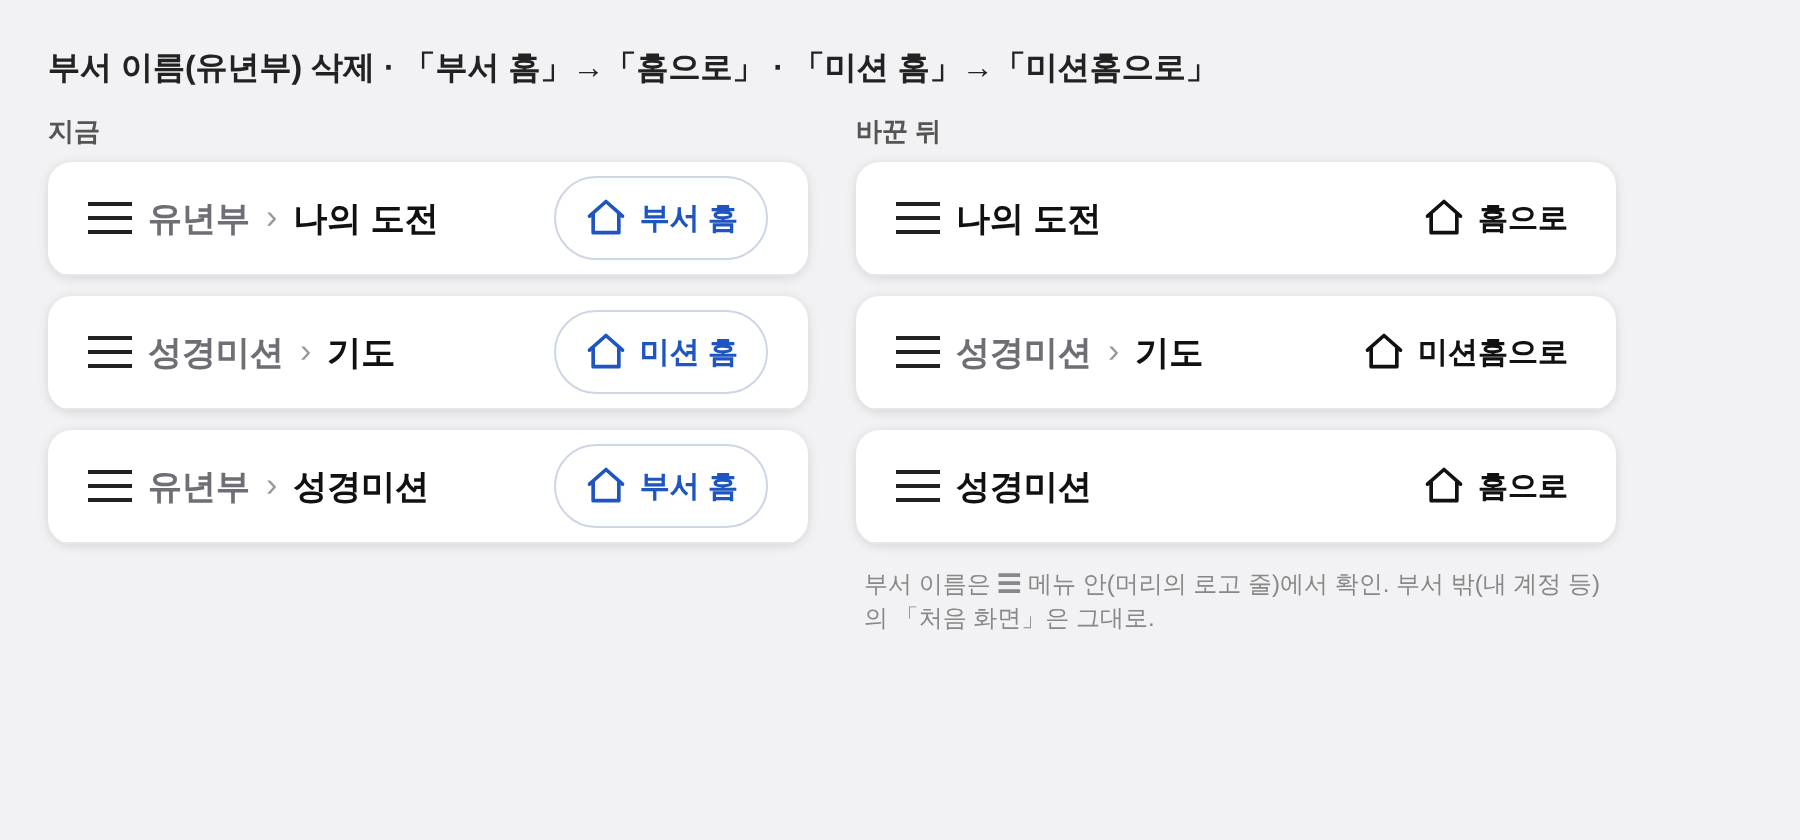 부서 이름(유년부) 삭제 · 「부서 홈」→「홈으로」 · 「미션 홈」→「미션홈으로」
지금
바꾼 뒤
유년부 › 나의 도전
부서 홈
나의 도전
홈으로
성경미션 › 기도
미션 홈
성경미션 › 기도
미션홈으로
유년부 › 성경미션
부서 홈
성경미션
홈으로
부서 이름은 ☰ 메뉴 안(머리의 로고 줄)에서 확인. 부서 밖(내 계정 등)
의 「처음 화면」은 그대로.